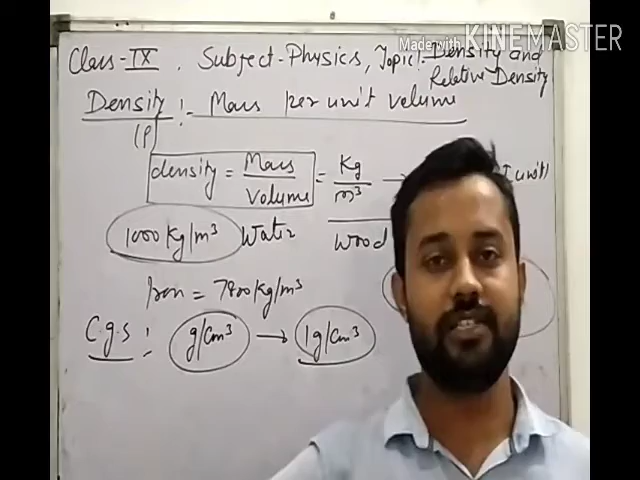 Made with KINEMASTER
Class-IX. Subject-Physics, Topic:- Density and
Relative Density
Density :- Mass per unit volume
(ρ)
density = Mass / Volume = Kg / m³ → I unit)
1000 Kg/m³ Water
Wood
Iron = 7800 Kg/m³
C.g.s :- g/cm³ → 1g/cm³